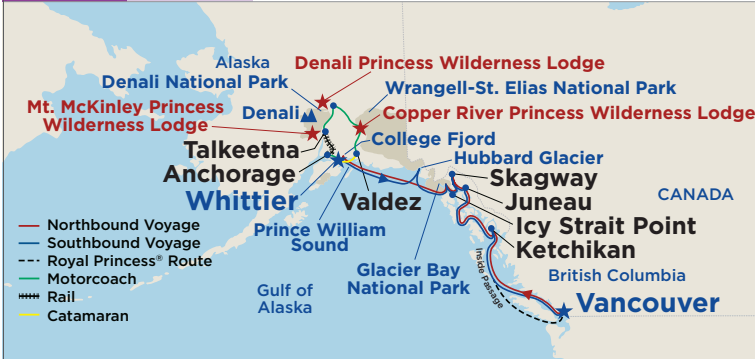 Alaska
Denali Princess Wilderness Lodge
Denali National Park
Wrangell-St. Elias National Park
Mt. McKinley Princess
Wilderness Lodge
Denali
Copper River Princess Wilderness Lodge
College Fjord
Talkeetna
Hubbard Glacier
Anchorage
Skagway
Whittier
Valdez
Juneau
CANADA
Icy Strait Point
Prince William
Sound
Ketchikan
Glacier Bay
National Park
Inside Passage
British Columbia
Gulf of
Alaska
Vancouver
Northbound Voyage
Southbound Voyage
Royal Princess® Route
Motorcoach
Rail
Catamaran